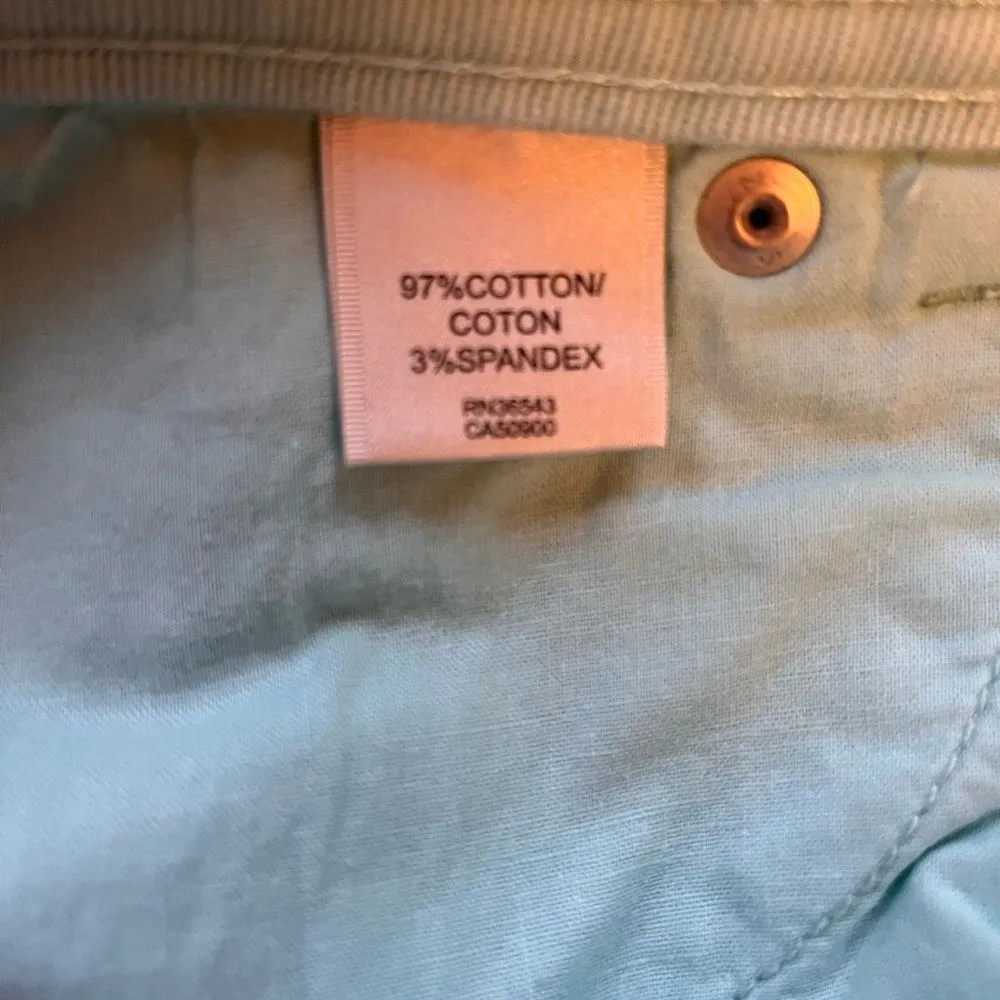 97%COTTON/
COTON
3%SPANDEX
RN36543
CA50900